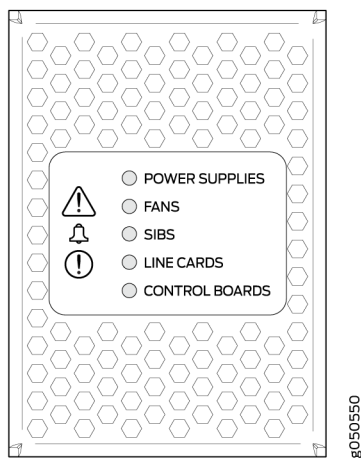 POWER SUPPLIES
FANS
SIBS
LINE CARDS
CONTROL BOARDS
g050550